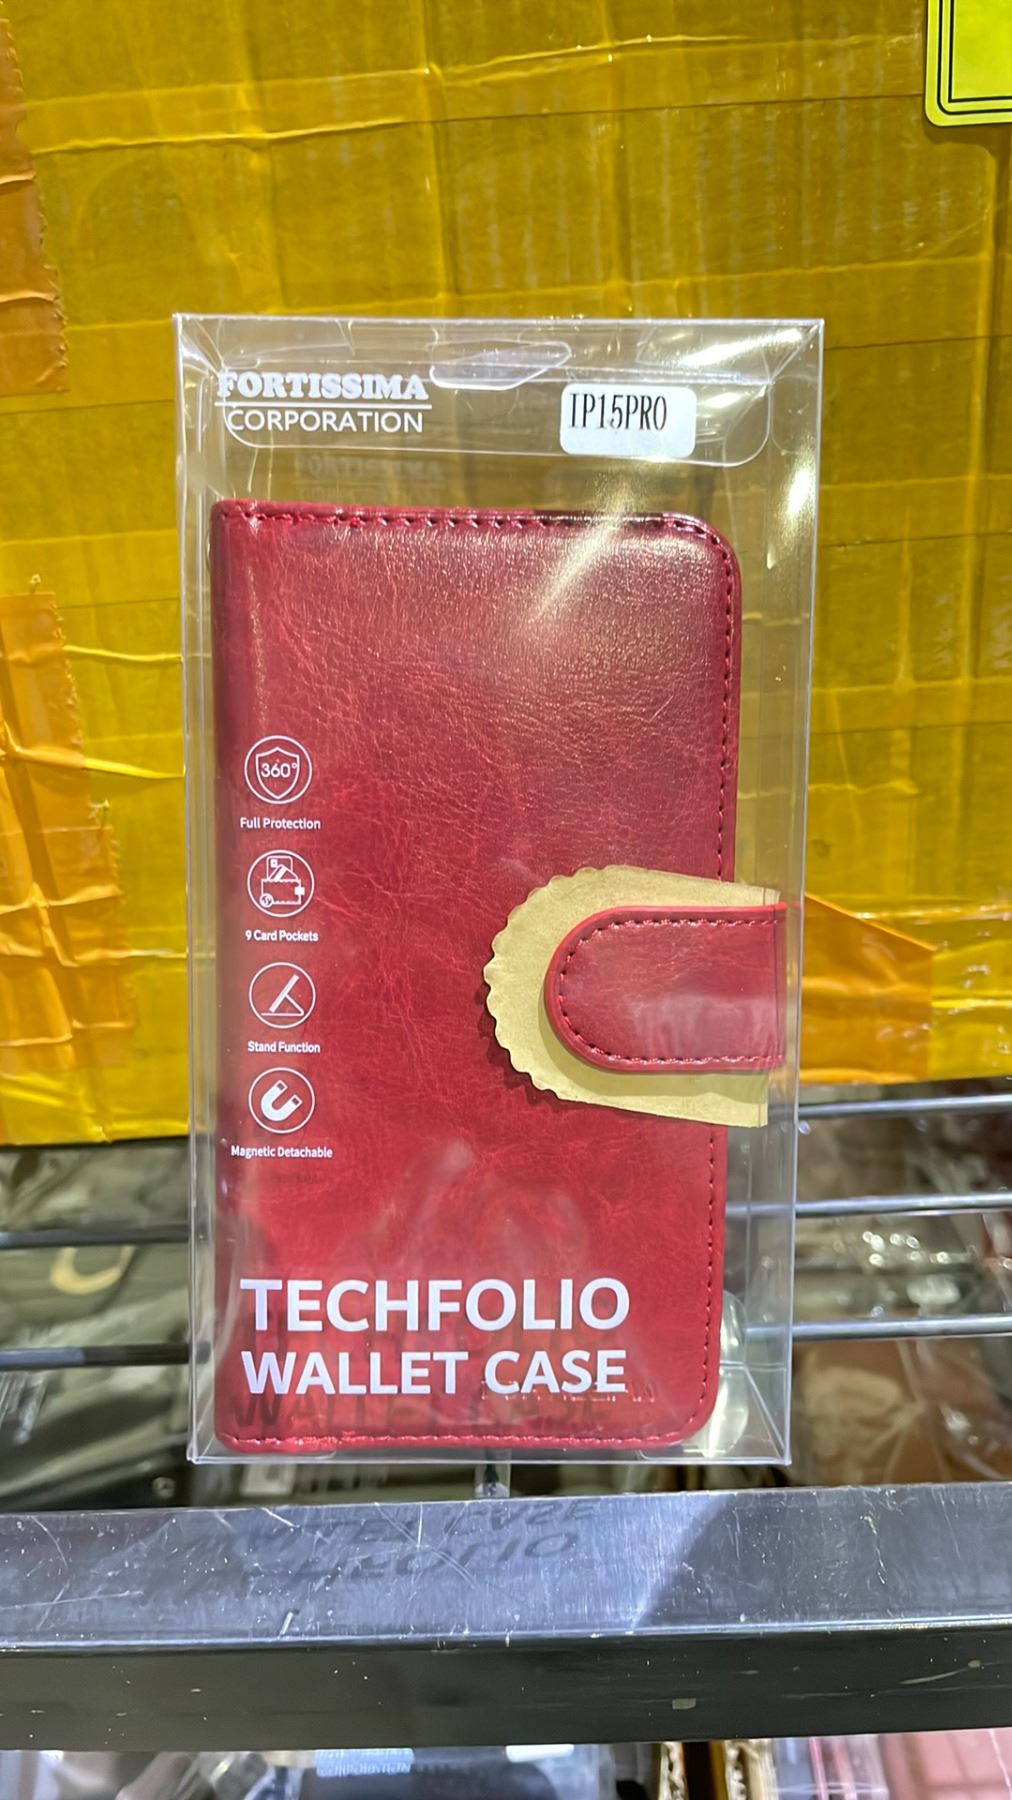 FORTISSIMA
CORPORATION
IP15PRO
360°
Full Protection
9 Card Pockets
Stand Function
Magnetic Detachable
TECHFOLIO
WALLET CASE